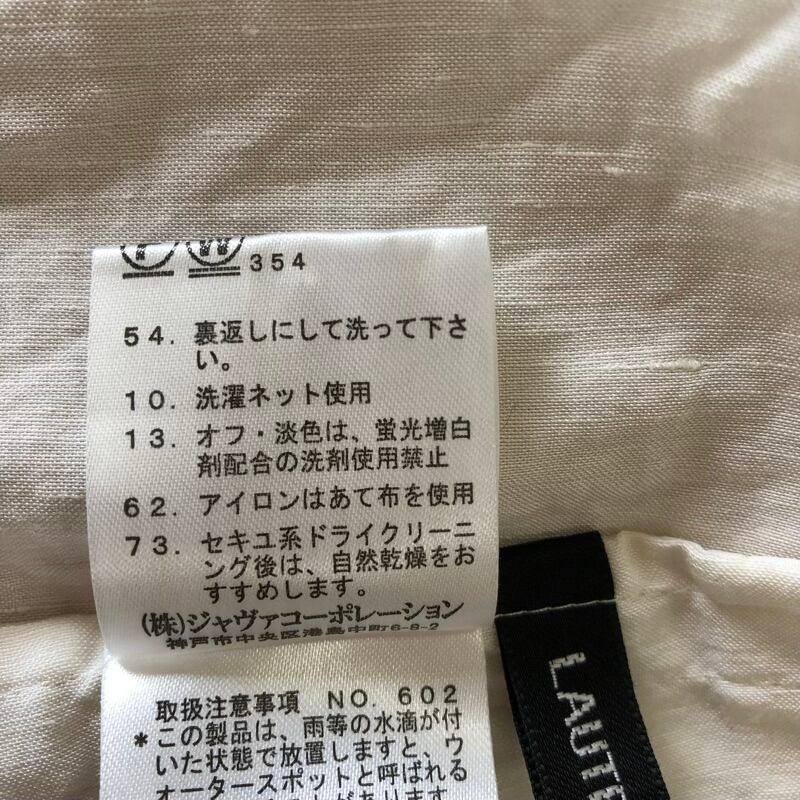 P W 354
54. 裏返しにして洗って下さ
い。
10. 洗濯ネット使用
13. オフ・淡色は、蛍光増白
剤配合の洗剤使用禁止
62. アイロンはあて布を使用
73. セキユ系ドライクリーニ
ング後は、自然乾燥をお
すすめします。
(株)ジャヴァコーポレーション
神戸市中央区港島中町6-8-2
取扱注意事項 NO. 602
*この製品は、雨等の水滴が付
いた状態で放置しますと、ウ
ォータースポットと呼ばれる
LAUTE